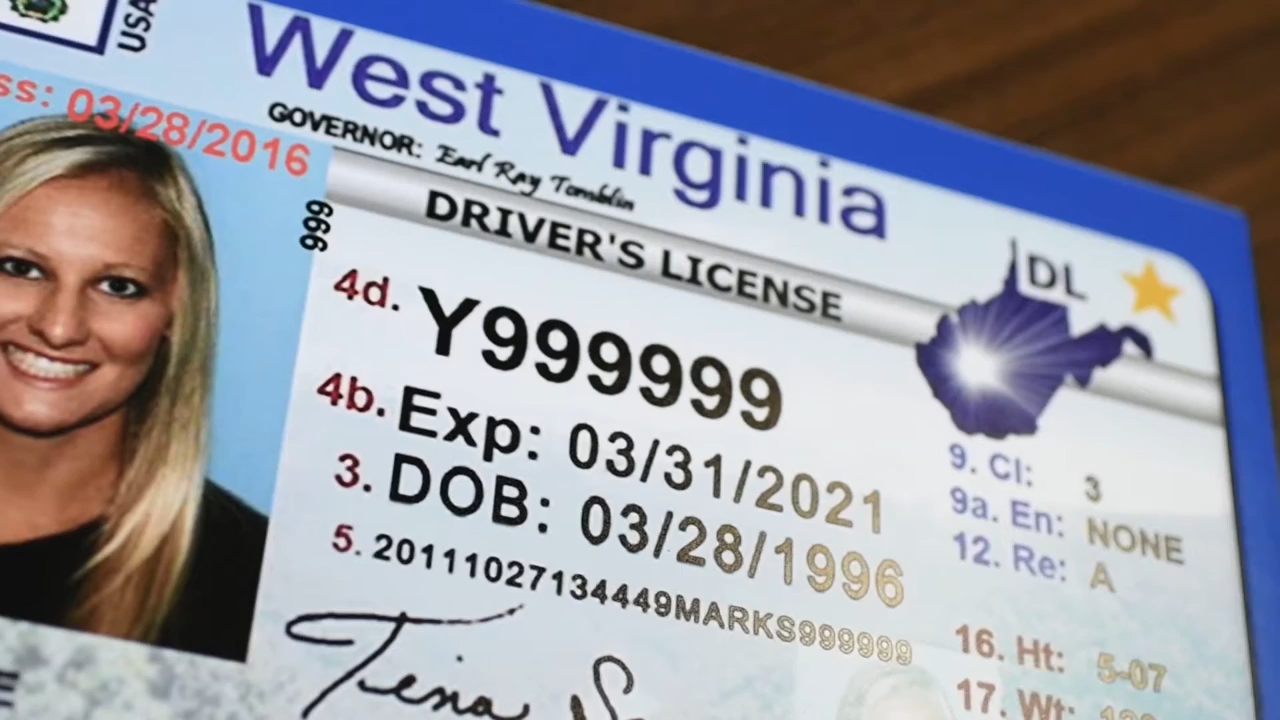 USA
West Virginia
ss: 03/28/2016
GOVERNOR: Earl Ray Tomblin
DRIVER'S LICENSE
DL
999
4d. Y999999
4b. Exp: 03/31/2021
3. DOB: 03/28/1996
5. 20111027134449MARKS999999
9. Cl: 3
9a. En: NONE
12. Re: A
16. Ht: 5-07
17. Wt:
Tena S